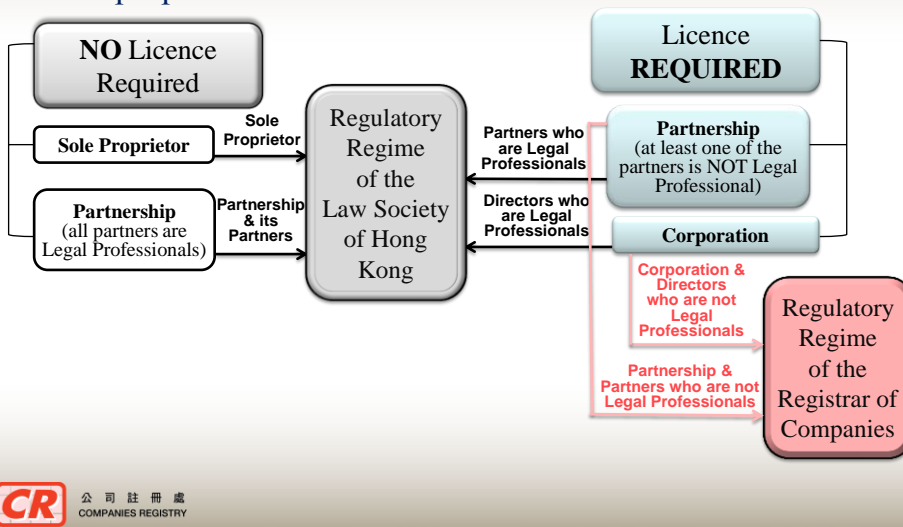 NO Licence
Required
Licence
REQUIRED
Sole Proprietor
Sole
Proprietor
Partnership
(all partners are
Legal Professionals)
Partnership
& its
Partners
Regulatory
Regime
of the
Law Society
of Hong
Kong
Partners who
are Legal
Professionals
Directors who
are Legal
Professionals
Partnership
(at least one of the
partners is NOT Legal
Professional)
Corporation
Corporation &
Directors
who are not
Legal
Professionals
Partnership &
Partners who are not
Legal Professionals
Regulatory
Regime
of the
Registrar of
Companies
CR
公司註冊處
COMPANIES REGISTRY